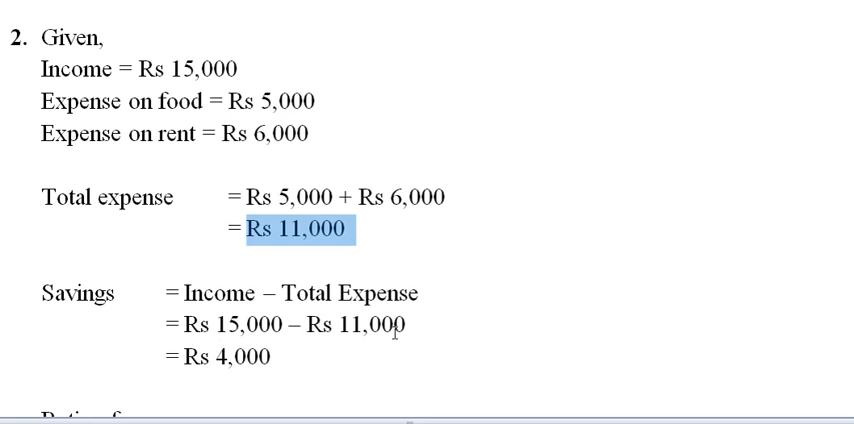 2. Given,
Income = Rs 15,000
Expense on food = Rs 5,000
Expense on rent = Rs 6,000
Total expense = Rs 5,000 + Rs 6,000
= Rs 11,000
Savings = Income – Total Expense
= Rs 15,000 – Rs 11,000
= Rs 4,000